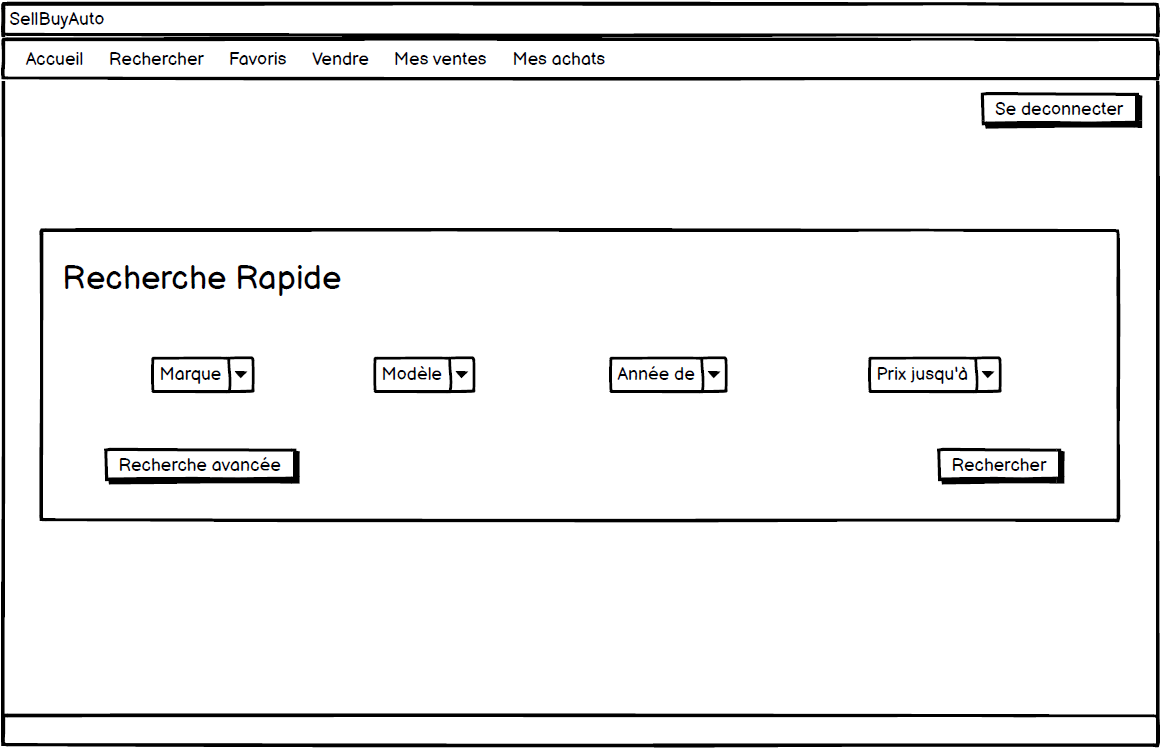 SellBuyAuto
Accueil Rechercher Favoris Vendre Mes ventes Mes achats
Se deconnecter
Recherche Rapide
Marque Modèle Année de Prix jusqu'à
Recherche avancée Rechercher